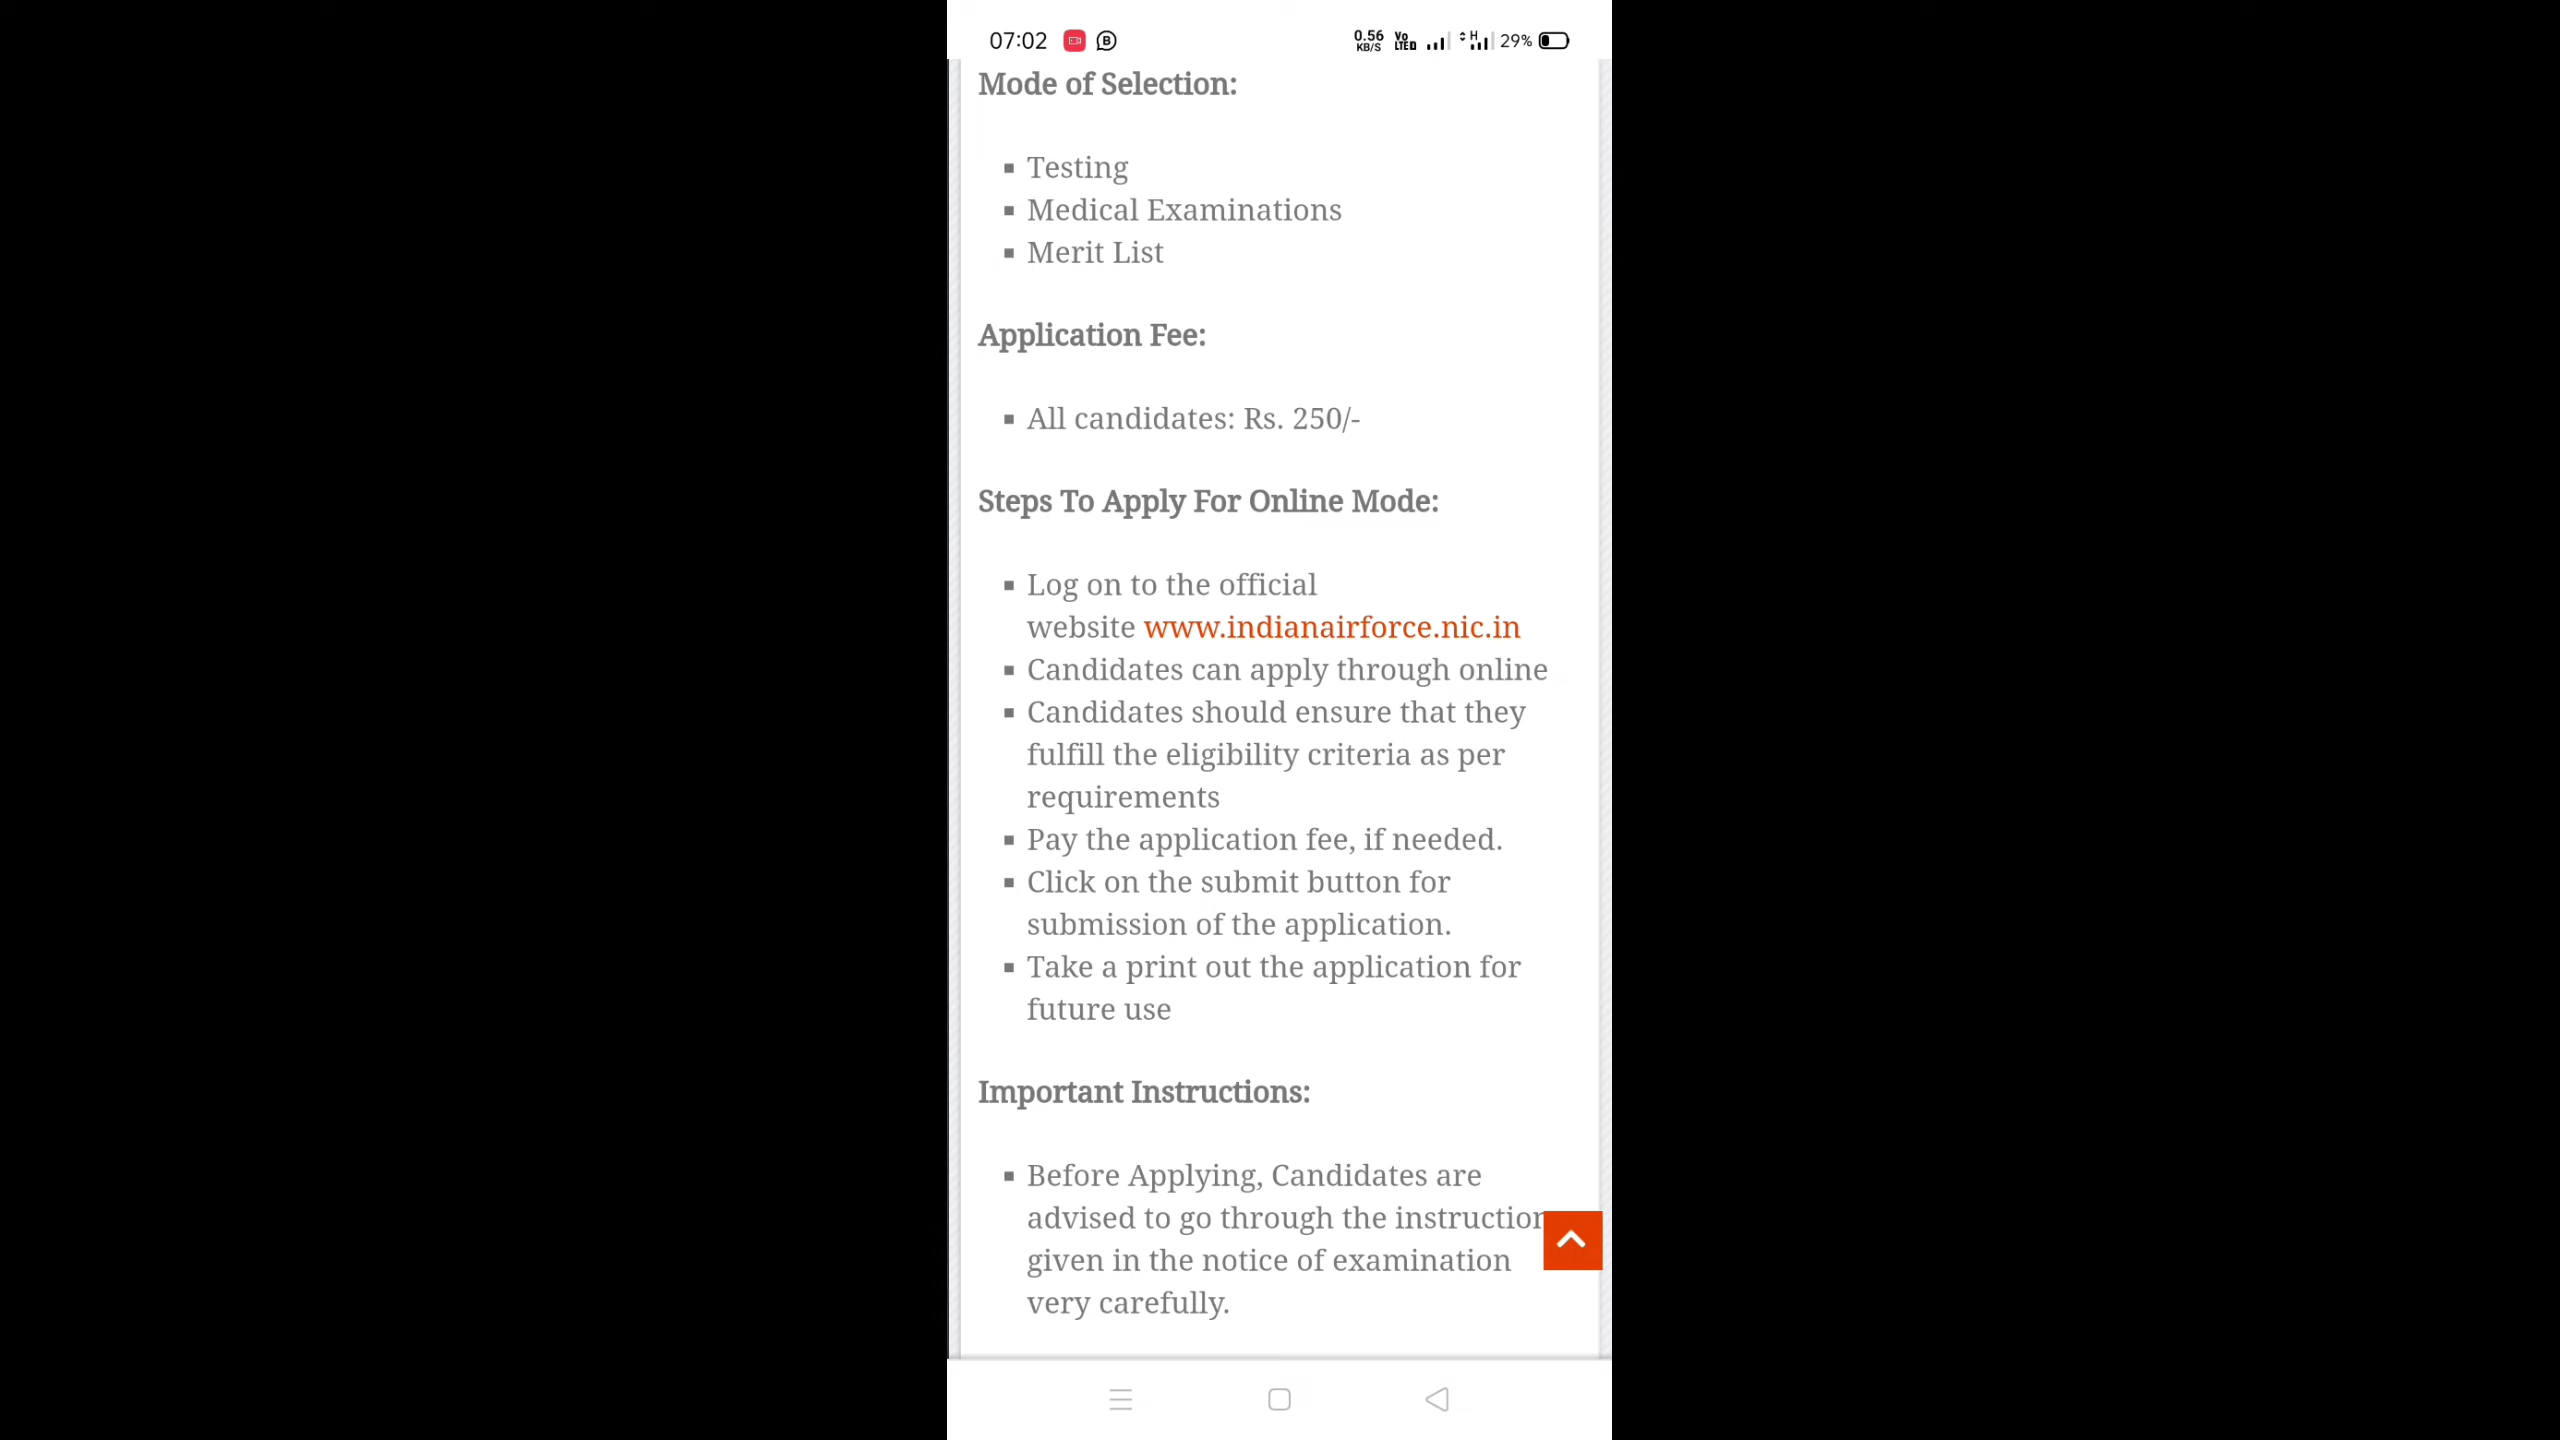 07:02 B 0.56 KB/S Vo LTE H 29%
Mode of Selection:
▪ Testing
▪ Medical Examinations
▪ Merit List
Application Fee:
▪ All candidates: Rs. 250/-
Steps To Apply For Online Mode:
▪ Log on to the official
website www.indianairforce.nic.in
▪ Candidates can apply through online
▪ Candidates should ensure that they
fulfill the eligibility criteria as per
requirements
▪ Pay the application fee, if needed.
▪ Click on the submit button for
submission of the application.
▪ Take a print out the application for
future use
Important Instructions:
▪ Before Applying, Candidates are
advised to go through the instruction
given in the notice of examination
very carefully.